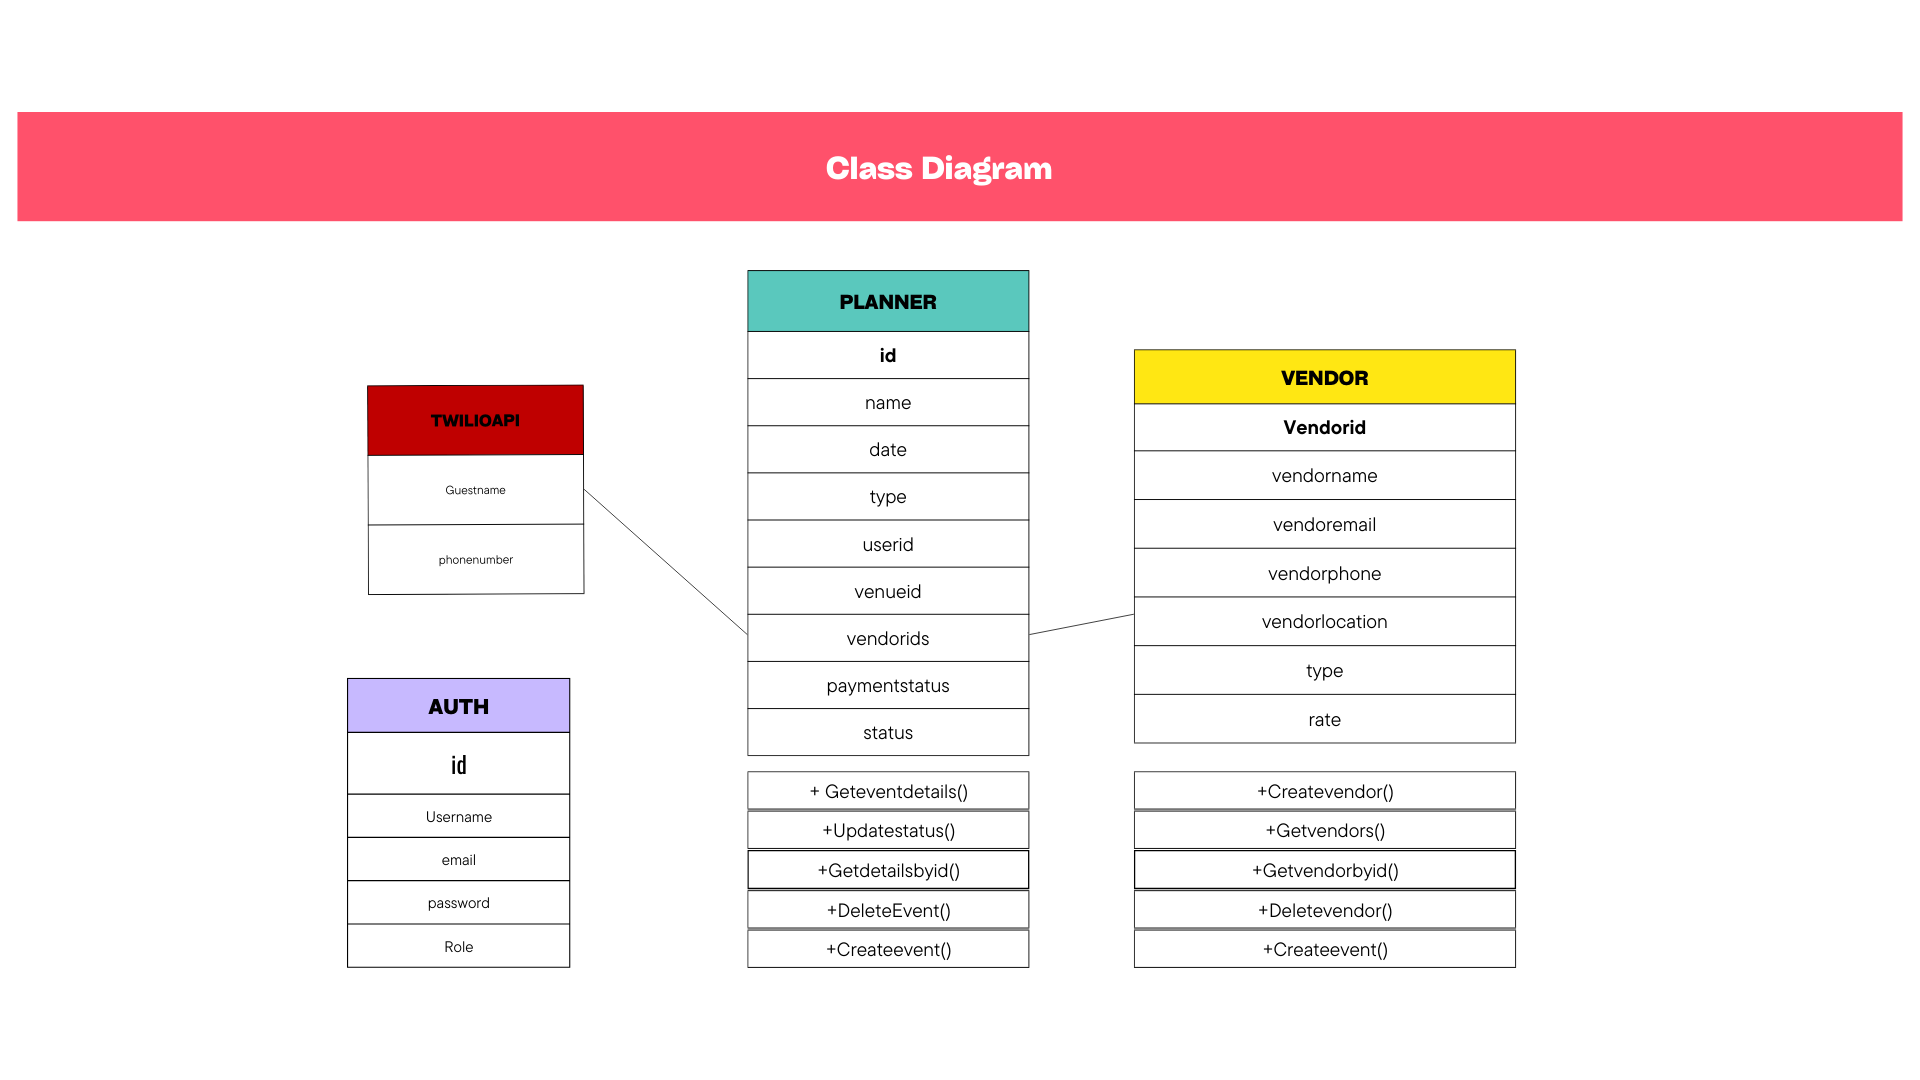 Class Diagram
TWILIOAPI
Guestname
phonenumber
AUTH
id
Username
email
password
Role
PLANNER
id
name
date
type
userid
venueid
vendorids
paymentstatus
status
+ Geteventdetails()
+Updatestatus()
+Getdetailsbyid()
+DeleteEvent()
+Createevent()
VENDOR
Vendorid
vendorname
vendoremail
vendorphone
vendorlocation
type
rate
+Createvendor()
+Getvendors()
+Getvendorbyid()
+Deletevendor()
+Createevent()